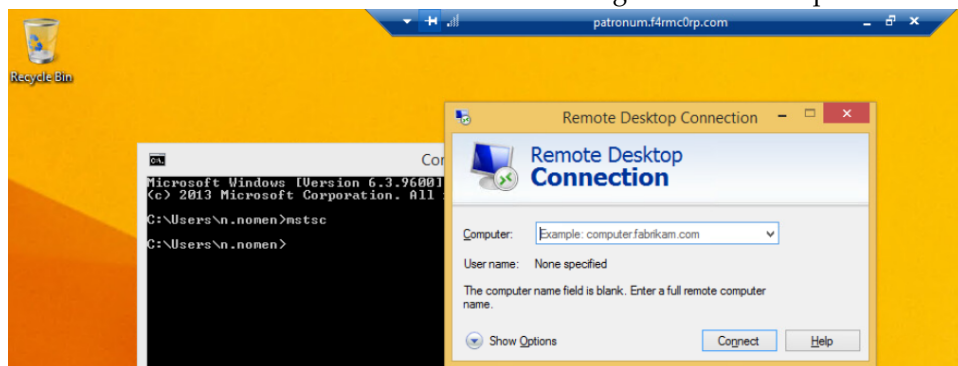 patronum.f4rmc0rp.com
Recycle Bin
Remote Desktop Connection
Remote Desktop
Connection
Microsoft Windows [Version 6.3.9600]
(c) 2013 Microsoft Corporation. All
C:\Users\n.nomen>mstsc
C:\Users\n.nomen>
Computer: Example: computer.fabrikam.com
User name: None specified
The computer name field is blank. Enter a full remote computer
name.
Show Options Connect Help